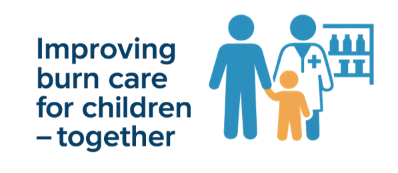 Improving
burn care
for children
– together